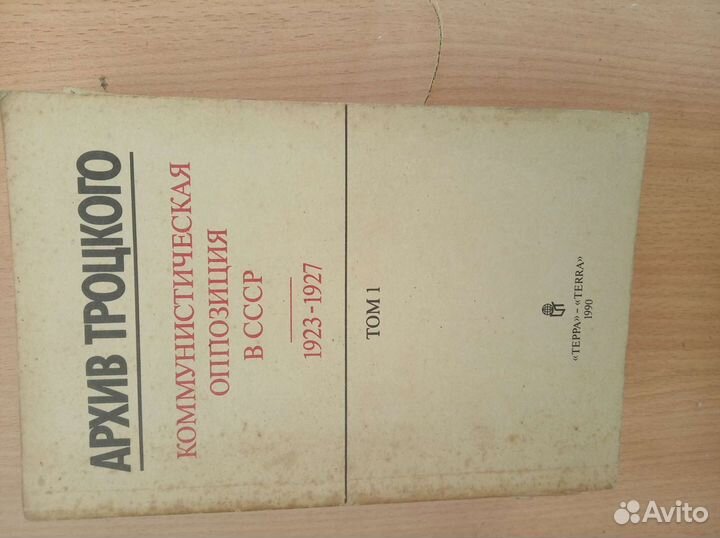 АРХИВ ТРОЦКОГО
КОММУНИСТИЧЕСКАЯ
ОППОЗИЦИЯ
В СССР
1923-1927
ТОМ 1
«ТЕРРА» - «TERRA»
1990
Avito